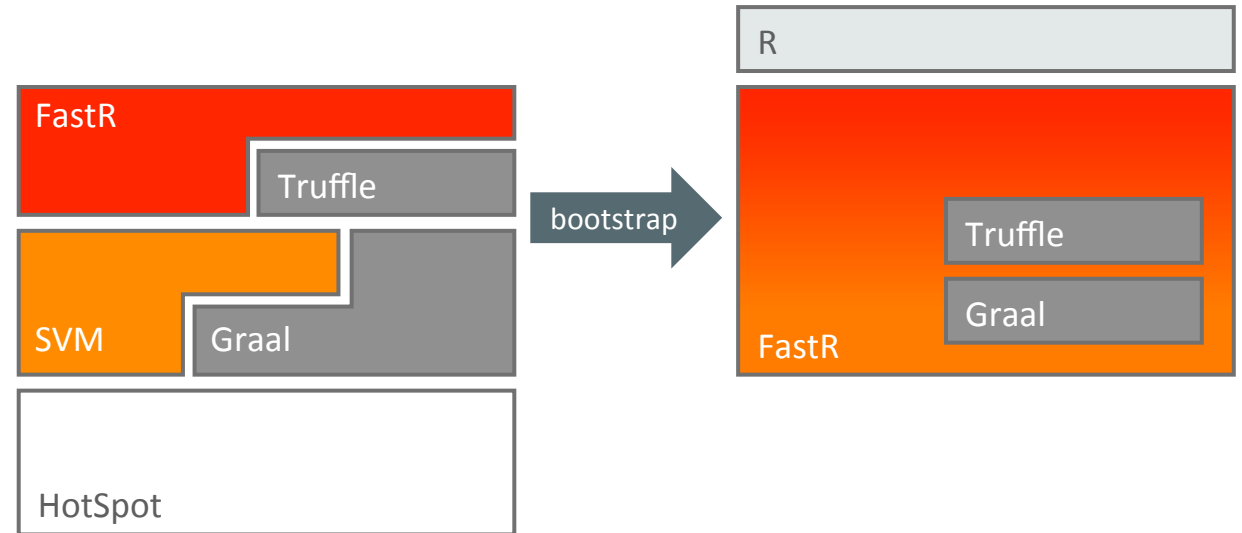 FastR
Truffle
SVM
Graal
HotSpot
bootstrap
R
Truffle
Graal
FastR